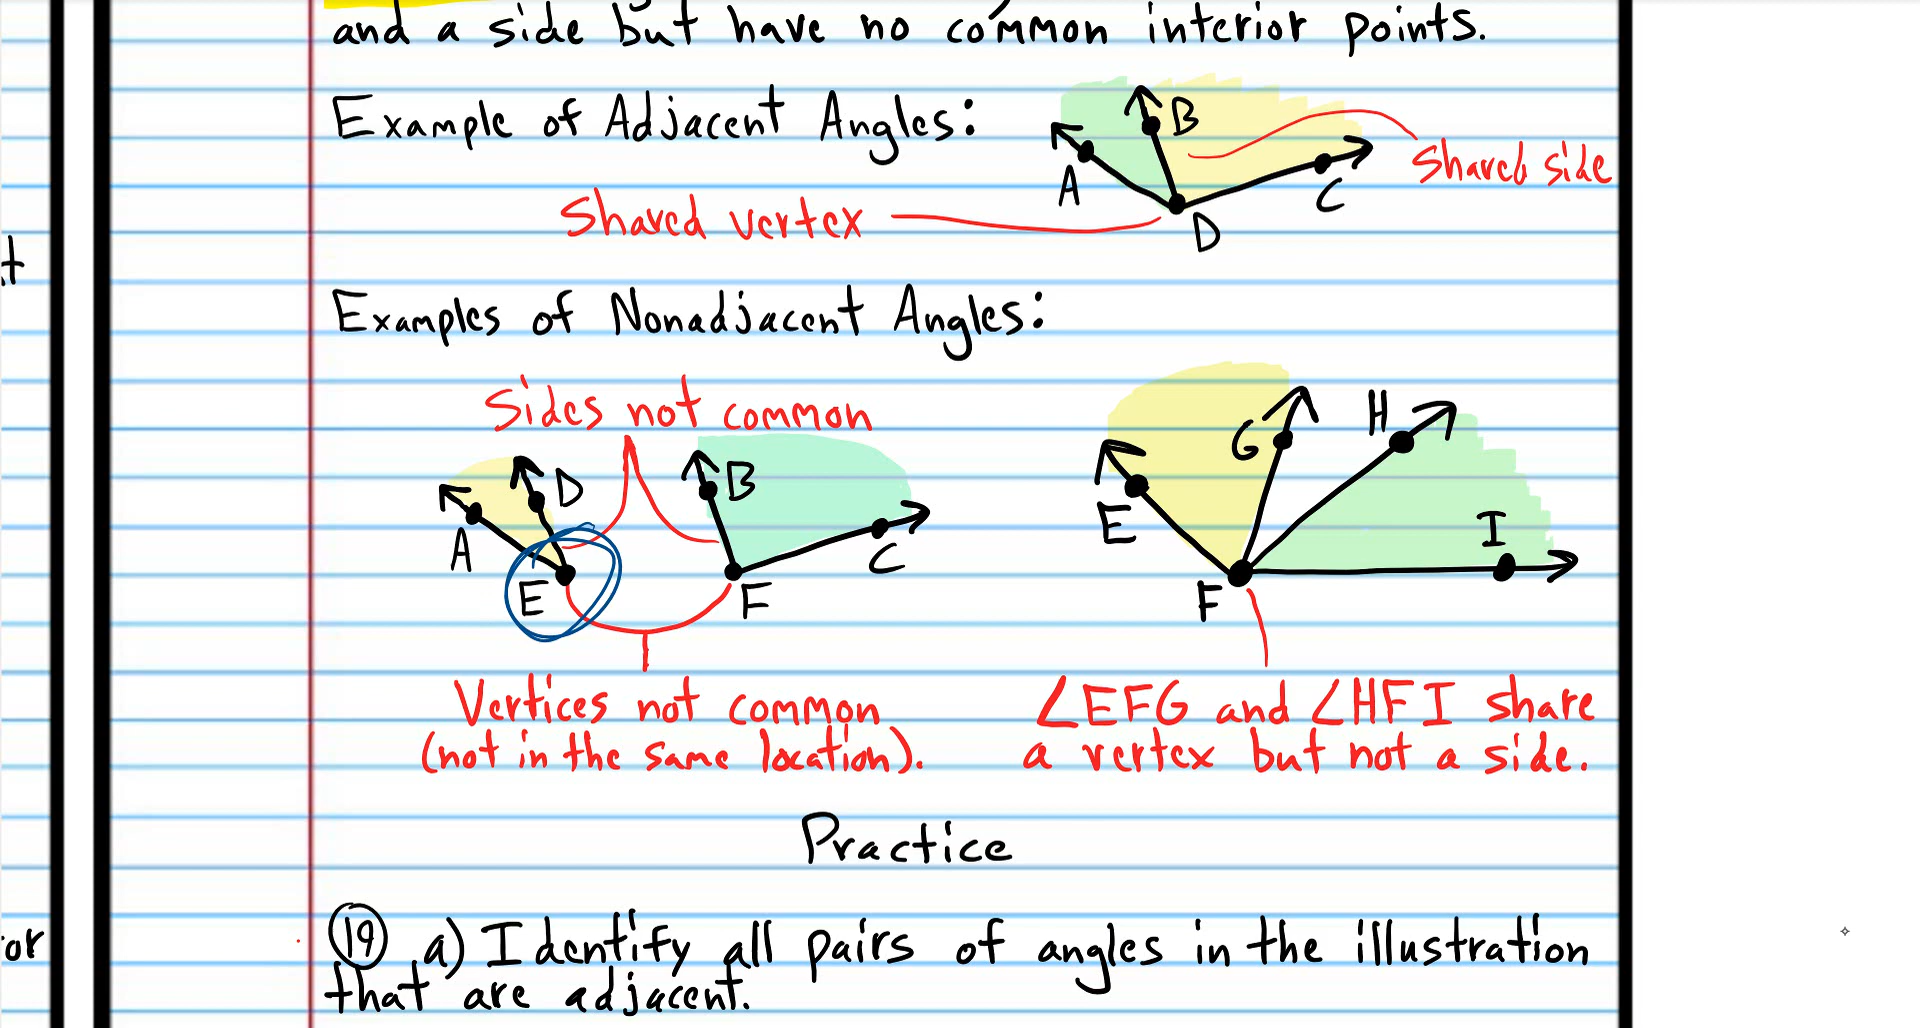 and a side but have no common interior points.
Example of Adjacent Angles:
B
A
C
D
Shared side
Shared vertex
Examples of Nonadjacent Angles:
Sides not common
D
A
E
B
C
F
G
H
E
I
F
Vertices not common
(not in the same location).
∠EFG and ∠HFI share
a vertex but not a side.
Practice
19 a) Identify all pairs of angles in the illustration
that are adjacent.
t
or